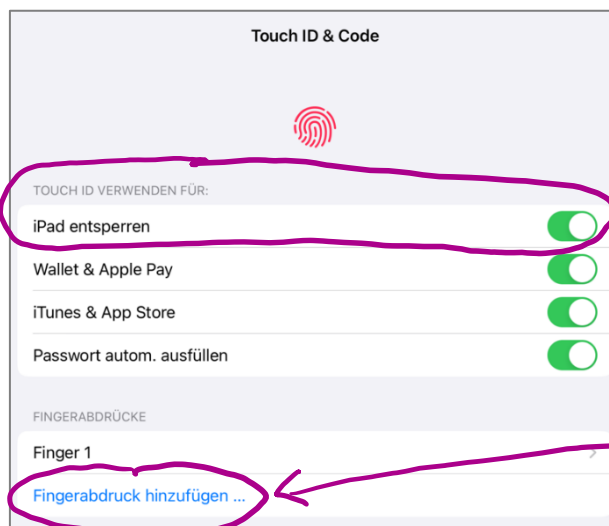 Touch ID & Code
TOUCH ID VERWENDEN FÜR:
iPad entsperren
Wallet & Apple Pay
iTunes & App Store
Passwort autom. ausfüllen
FINGERABDRÜCKE
Finger 1
Fingerabdruck hinzufügen ...